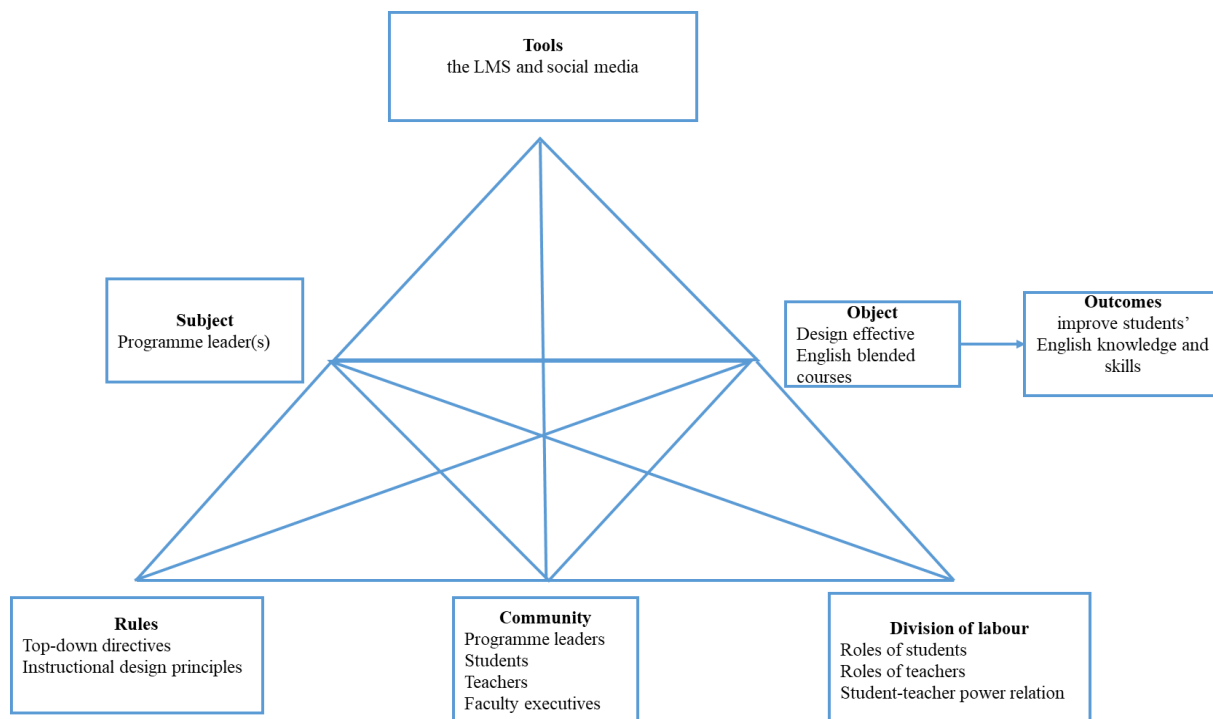 Tools
the LMS and social media
Subject
Programme leader(s)
Object
Design effective
English blended
courses
Outcomes
improve students’
English knowledge and
skills
Rules
Top-down directives
Instructional design principles
Community
Programme leaders
Students
Teachers
Faculty executives
Division of labour
Roles of students
Roles of teachers
Student-teacher power relation